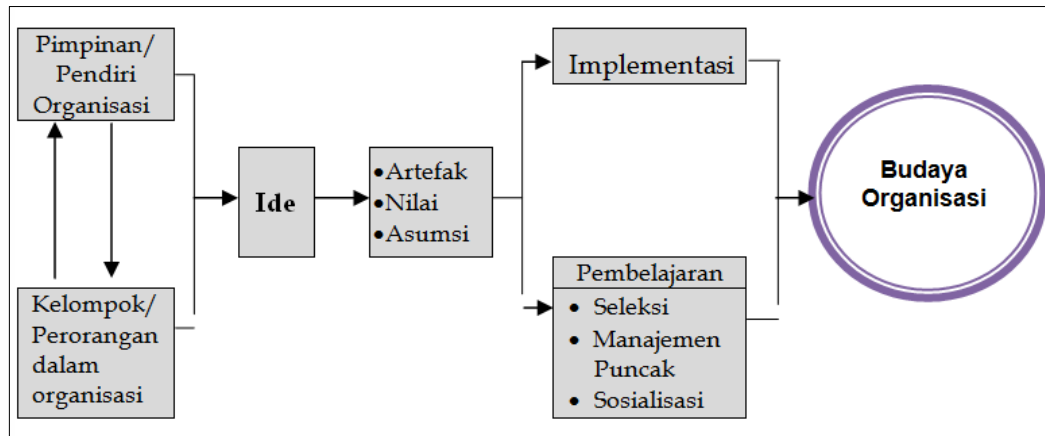 Pimpinan/
Pendiri
Organisasi
Kelompok/
Perorangan
dalam
organisasi
Ide
•Artefak
•Nilai
•Asumsi
Implementasi
Pembelajaran
• Seleksi
• Manajemen
Puncak
• Sosialisasi
Budaya
Organisasi